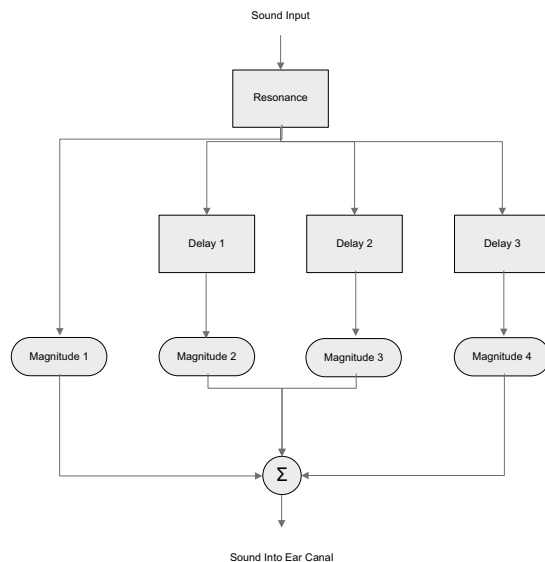 Sound Input
Resonance
Delay 1
Delay 2
Delay 3
Magnitude 1
Magnitude 2
Magnitude 3
Magnitude 4
Σ
Sound Into Ear Canal